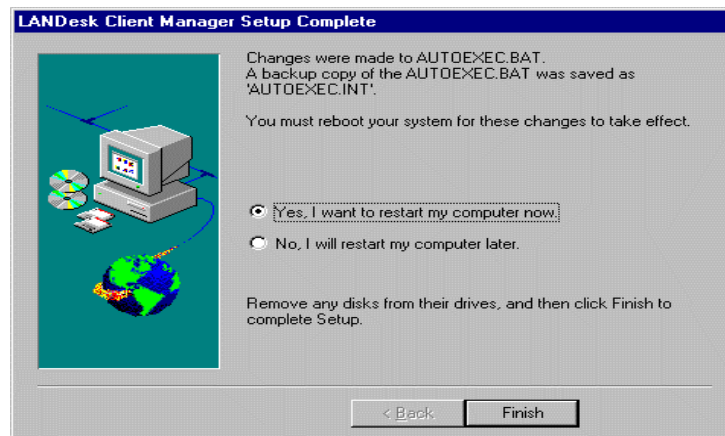 LANDesk Client Manager Setup Complete
Changes were made to AUTOEXEC.BAT.
A backup copy of the AUTOEXEC.BAT was saved as
'AUTOEXEC.INT'.
You must reboot your system for these changes to take effect.
Yes, I want to restart my computer now.
No, I will restart my computer later.
Remove any disks from their drives, and then click Finish to
complete Setup.
< Back
Finish